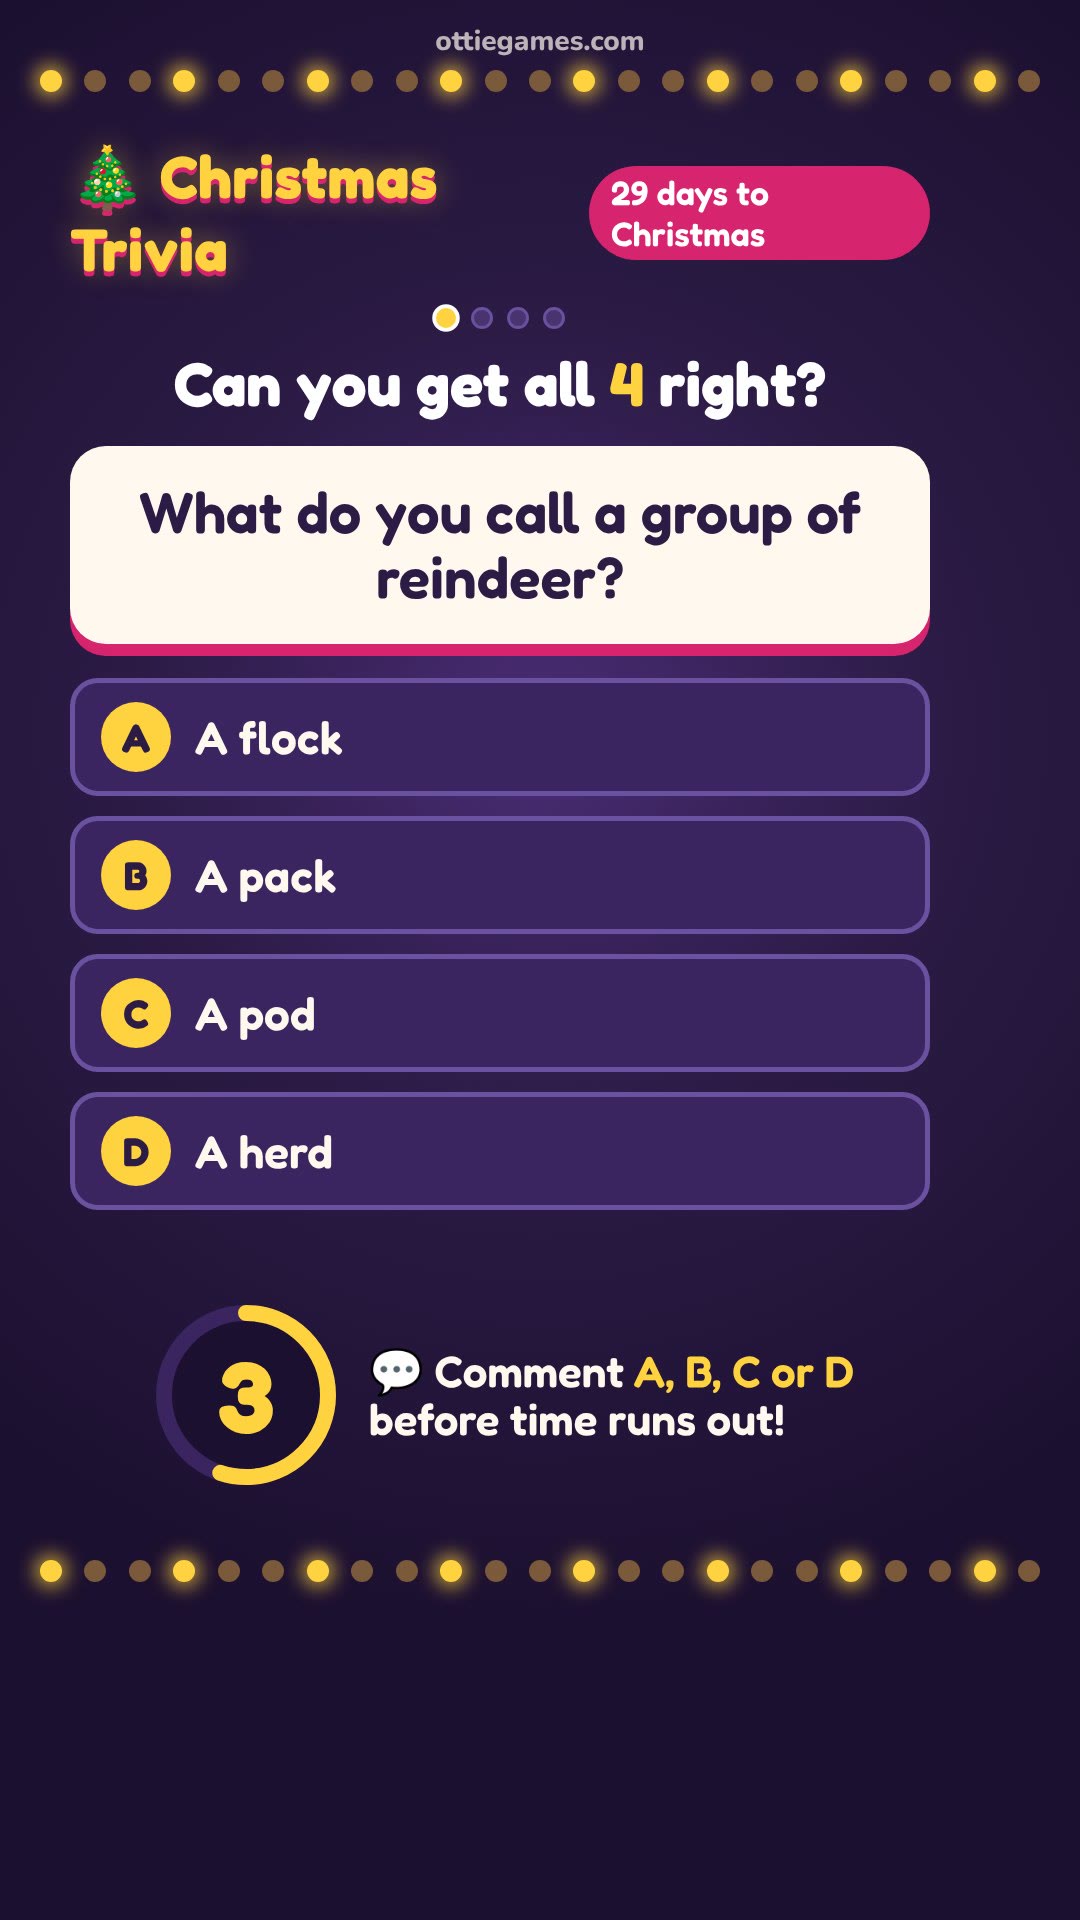 ottiegames.com
🎄 Christmas
Trivia
29 days to
Christmas
Can you get all 4 right?
What do you call a group of
reindeer?
A A flock
B A pack
C A pod
D A herd
3
💬 Comment A, B, C or D
before time runs out!